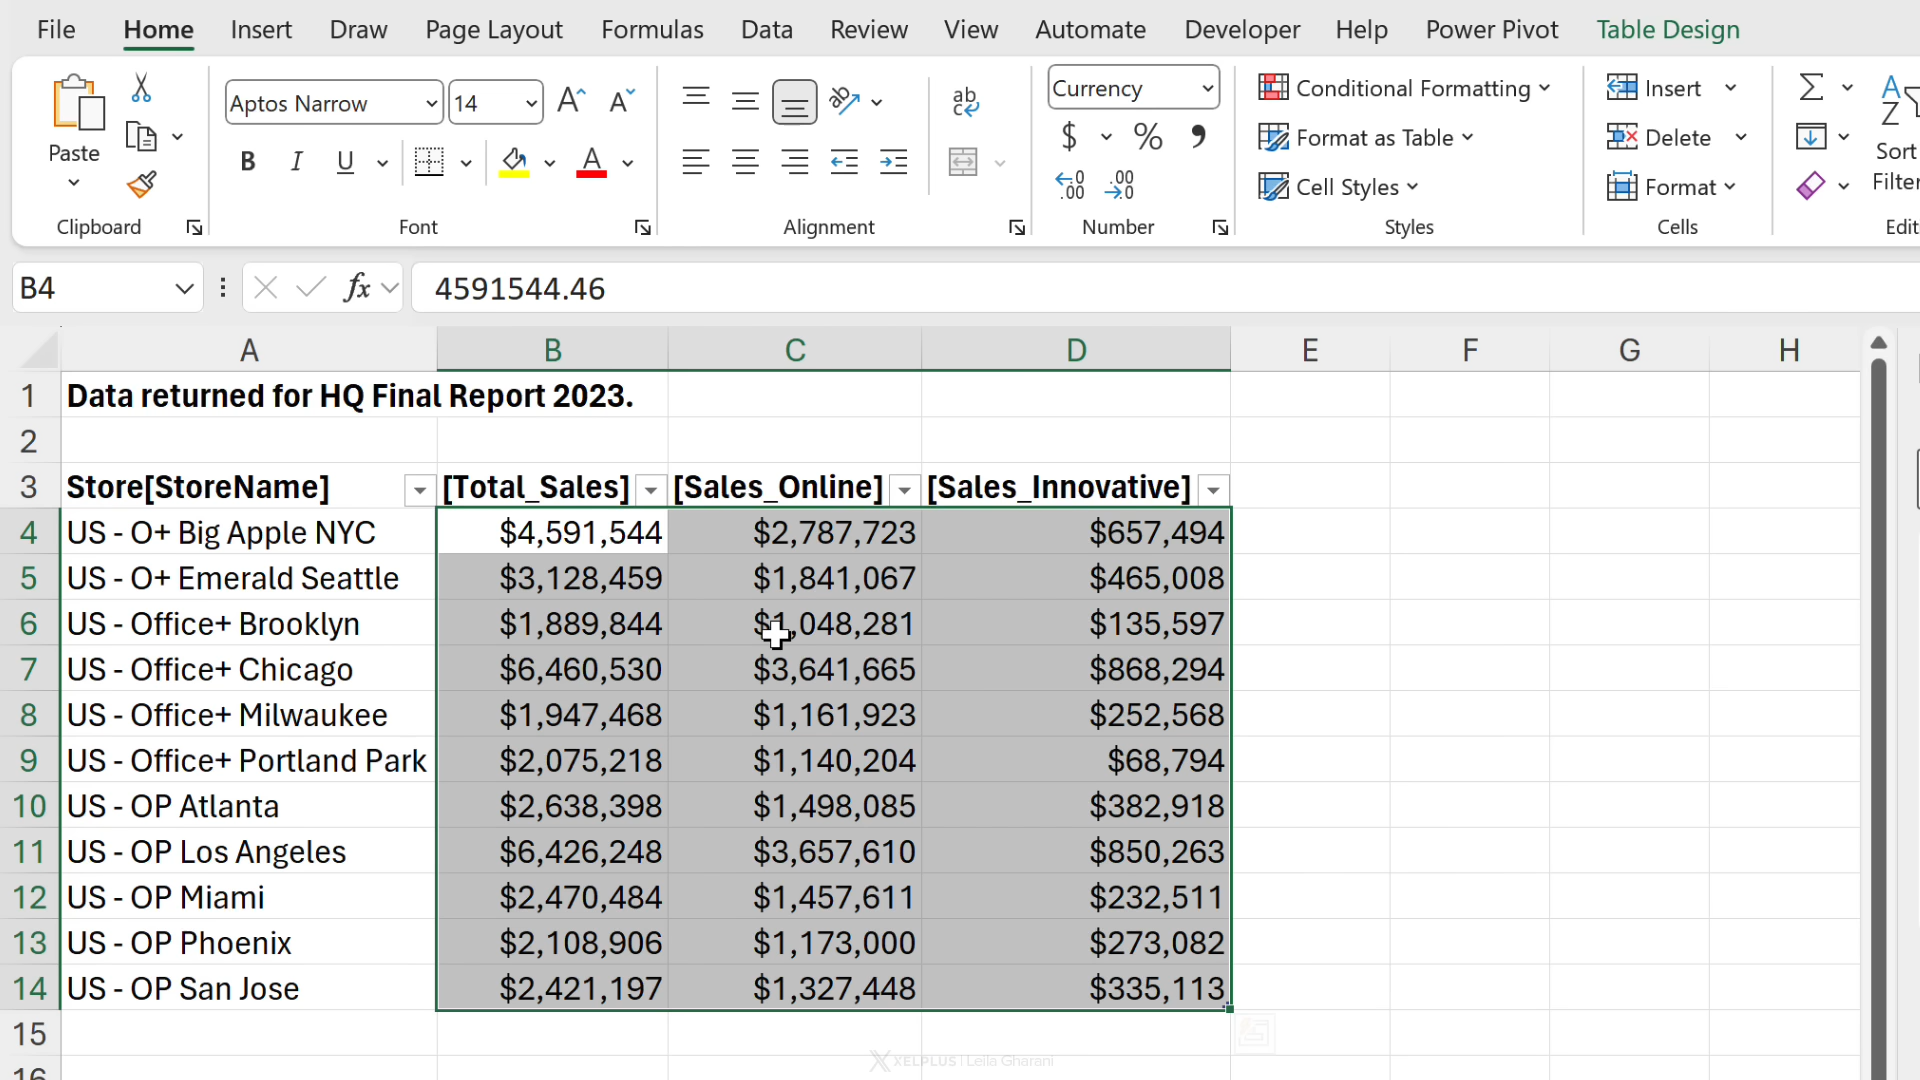 File Home Insert Draw Page Layout Formulas Data Review View Automate Developer Help Power Pivot Table Design
Paste
Clipboard
Aptos Narrow 14
B I U A
Font
ab
Alignment
Currency
$ % ,
Number
Conditional Formatting
Format as Table
Cell Styles
Styles
Insert
Delete
Format
Cells
Sort
Filter
B4 fx 4591544.46
A B C D E F G H
1 Data returned for HQ Final Report 2023.
2
3 Store[StoreName] [Total_Sales] [Sales_Online] [Sales_Innovative]
4 US - O+ Big Apple NYC $4,591,544 $2,787,723 $657,494
5 US - O+ Emerald Seattle $3,128,459 $1,841,067 $465,008
6 US - Office+ Brooklyn $1,889,844 $1,048,281 $135,597
7 US - Office+ Chicago $6,460,530 $3,641,665 $868,294
8 US - Office+ Milwaukee $1,947,468 $1,161,923 $252,568
9 US - Office+ Portland Park $2,075,218 $1,140,204 $68,794
10 US - OP Atlanta $2,638,398 $1,498,085 $382,918
11 US - OP Los Angeles $6,426,248 $3,657,610 $850,263
12 US - OP Miami $2,470,484 $1,457,611 $232,511
13 US - OP Phoenix $2,108,906 $1,173,000 $273,082
14 US - OP San Jose $2,421,197 $1,327,448 $335,113
15
16
XELPLUS | Leila Gharani